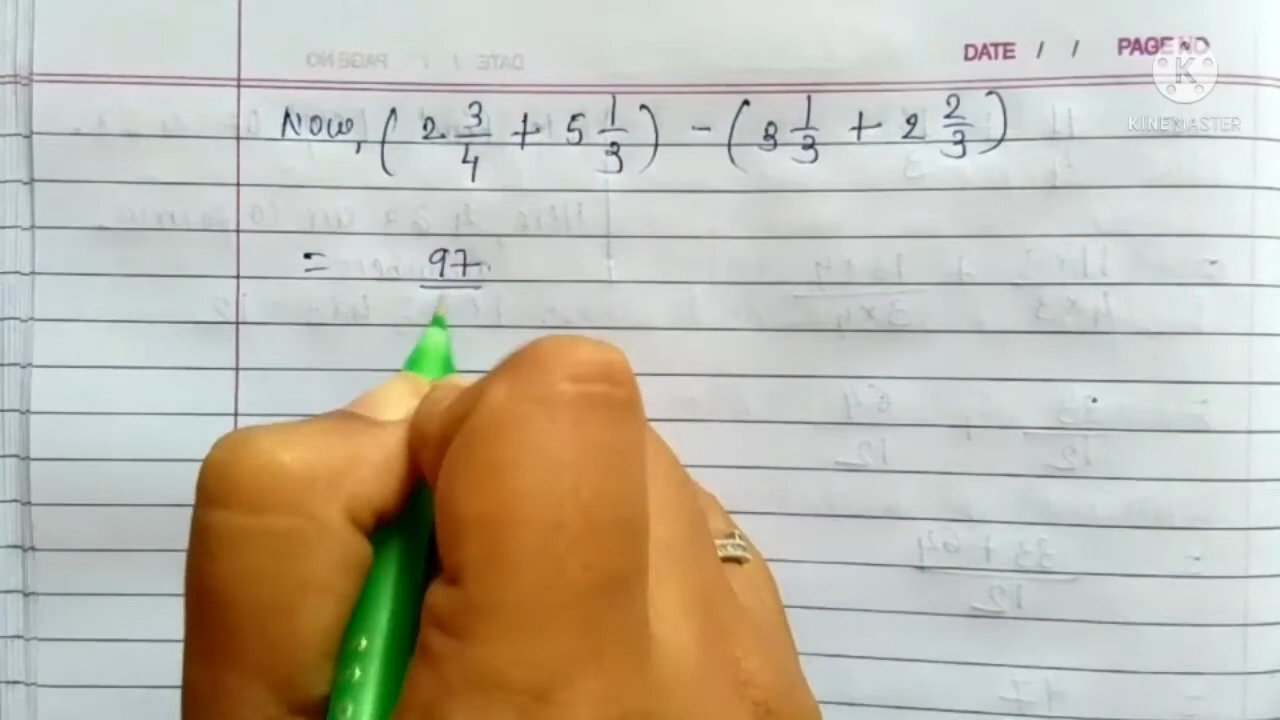 DATE / / PAGE NO
K
KINEMASTER
Now, ( 2 3/4 + 5 1/3 ) - ( 3 1/3 + 2 2/3 )
= 97